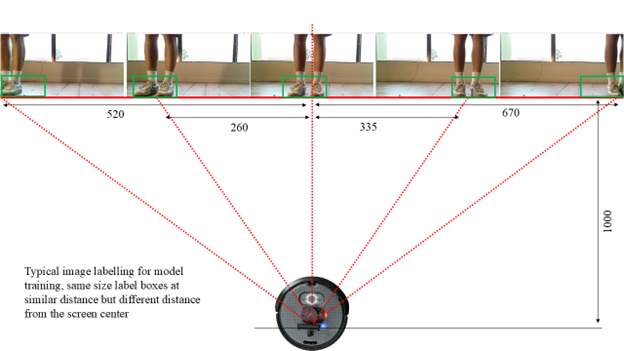 520
670
260
335
1000
Typical image labelling for model
training, same size label boxes at
similar distance but different distance
from the screen center